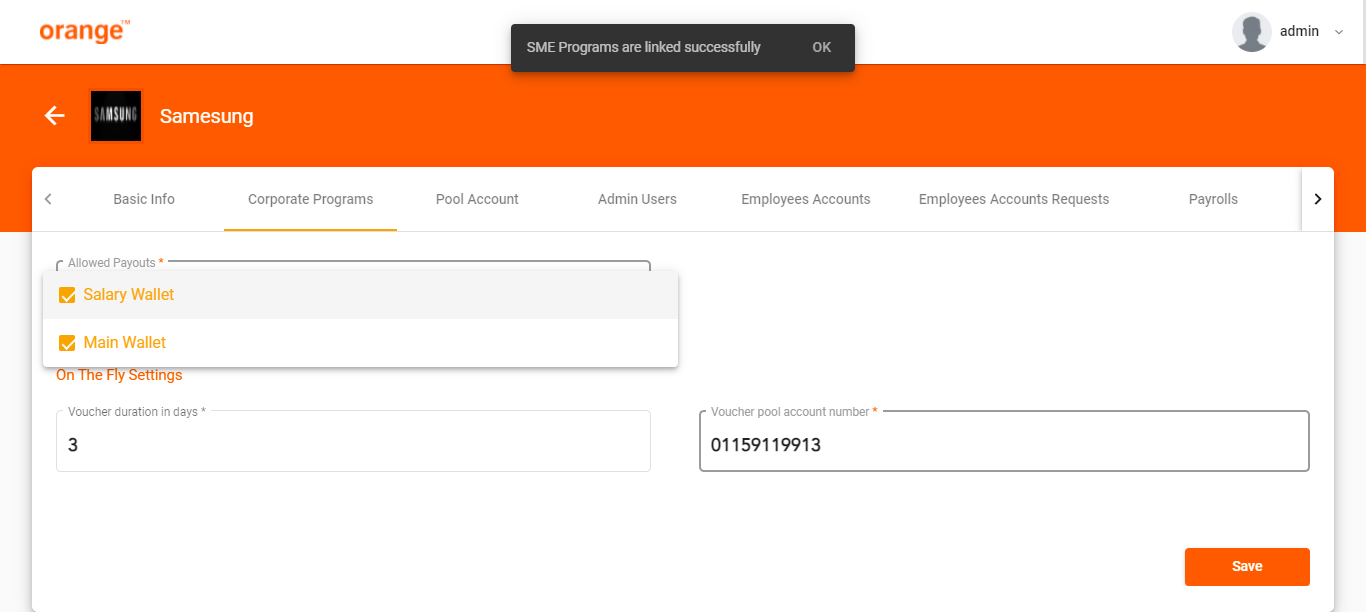 orange™
SME Programs are linked successfully OK
admin
SAMSUNG
Samesung
Basic Info Corporate Programs Pool Account Admin Users Employees Accounts Employees Accounts Requests Payrolls
Allowed Payouts *
Salary Wallet
Main Wallet
On The Fly Settings
Voucher duration in days * Voucher pool account number *
3 01159119913
Save